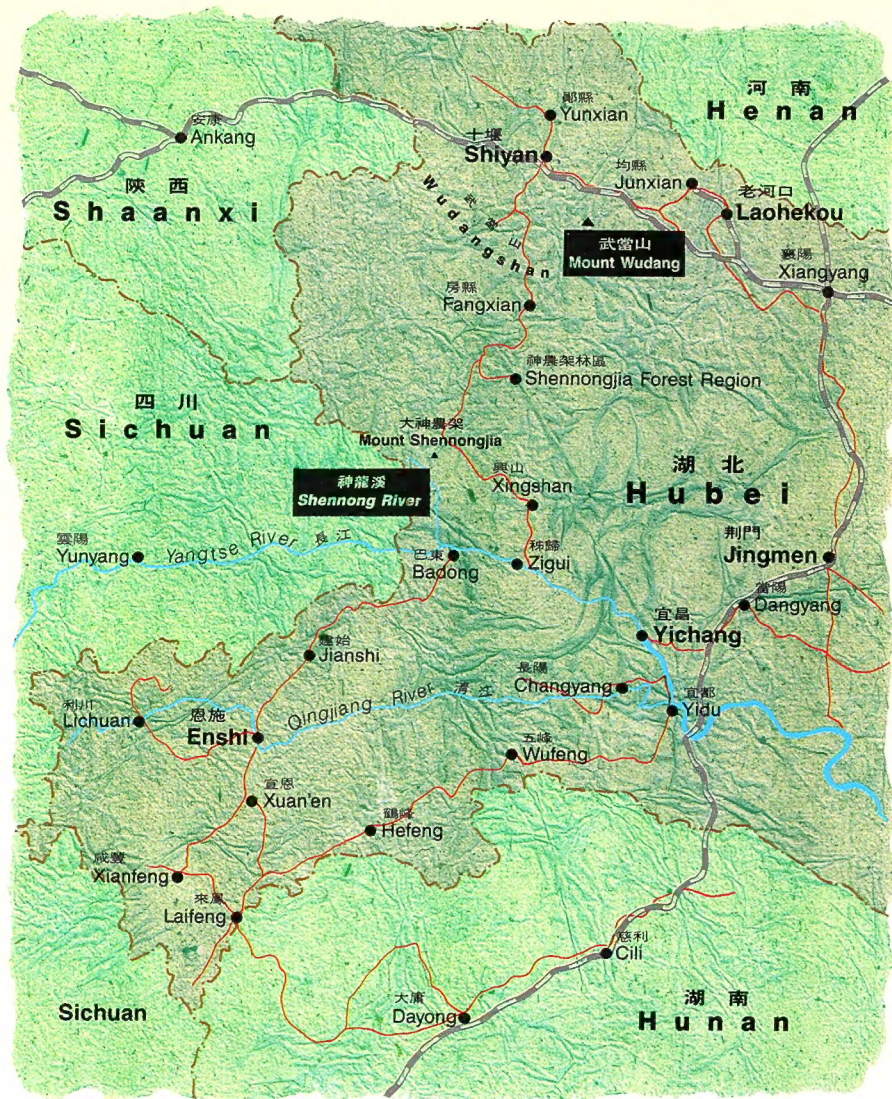 河南
Henan
安康
Ankang
鄖縣
Yunxian
十堰
Shiyan
陝西
Shaanxi
均縣
Junxian
老河口
Laohekou
武當山
Wudangshan
武當山
Mount Wudang
襄陽
Xiangyang
房縣
Fangxian
神農架林區
Shennongjia Forest Region
四川
Sichuan
大神農架
Mount Shennongjia
神龍溪
Shennong River
興山
Xingshan
湖北
Hubei
雲陽
Yunyang
Yangtse River 長江
巴東
Badong
秭歸
Zigui
荆門
Jingmen
當陽
Dangyang
宜昌
Yichang
建始
Jianshi
長陽
Changyang
利川
Lichuan
恩施
Enshi
Qingjiang River 清江
宜都
Yidu
五峰
Wufeng
宣恩
Xuan'en
鶴峰
Hefeng
咸豐
Xianfeng
來鳳
Laifeng
慈利
Cili
大庸
Dayong
Sichuan
湖南
Hunan